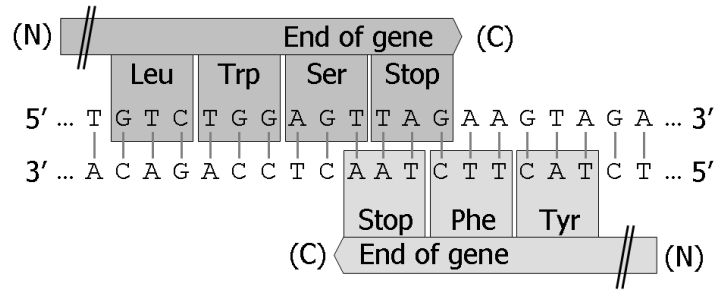 (N) End of gene (C)
Leu Trp Ser Stop
5’ ... T G T C T G G A G T T A G A A G T A G A ... 3’
3’ ... A C A G A C C T C A A T C T T C A T C T ... 5’
Stop Phe Tyr
(C) End of gene (N)